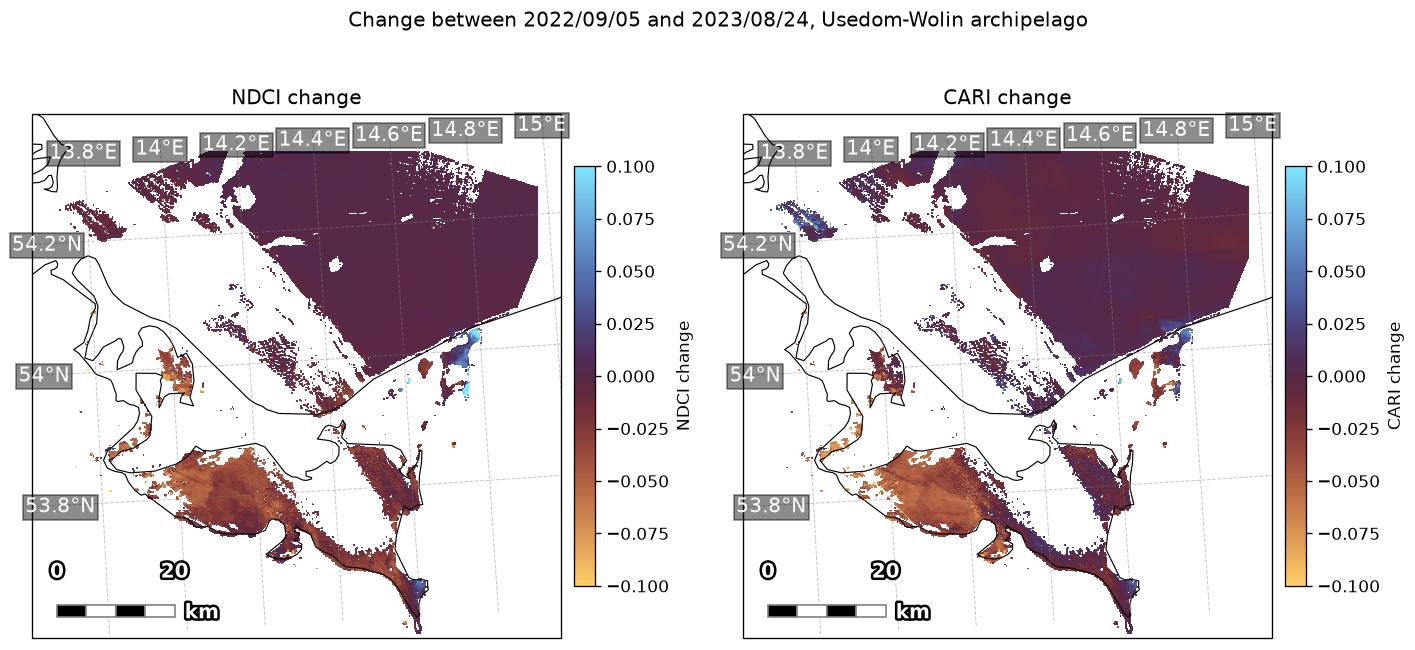 Change between 2022/09/05 and 2023/08/24, Usedom-Wolin archipelago
NDCI change
13.8°E 14°E 14.2°E 14.4°E 14.6°E 14.8°E 15°E
54.2°N
54°N
53.8°N
0 20
km
0.100
0.075
0.050
0.025
0.000
−0.025
−0.050
−0.075
−0.100
NDCI change
CARI change
13.8°E 14°E 14.2°E 14.4°E 14.6°E 14.8°E 15°E
54.2°N
54°N
53.8°N
0 20
km
0.100
0.075
0.050
0.025
0.000
−0.025
−0.050
−0.075
−0.100
CARI change